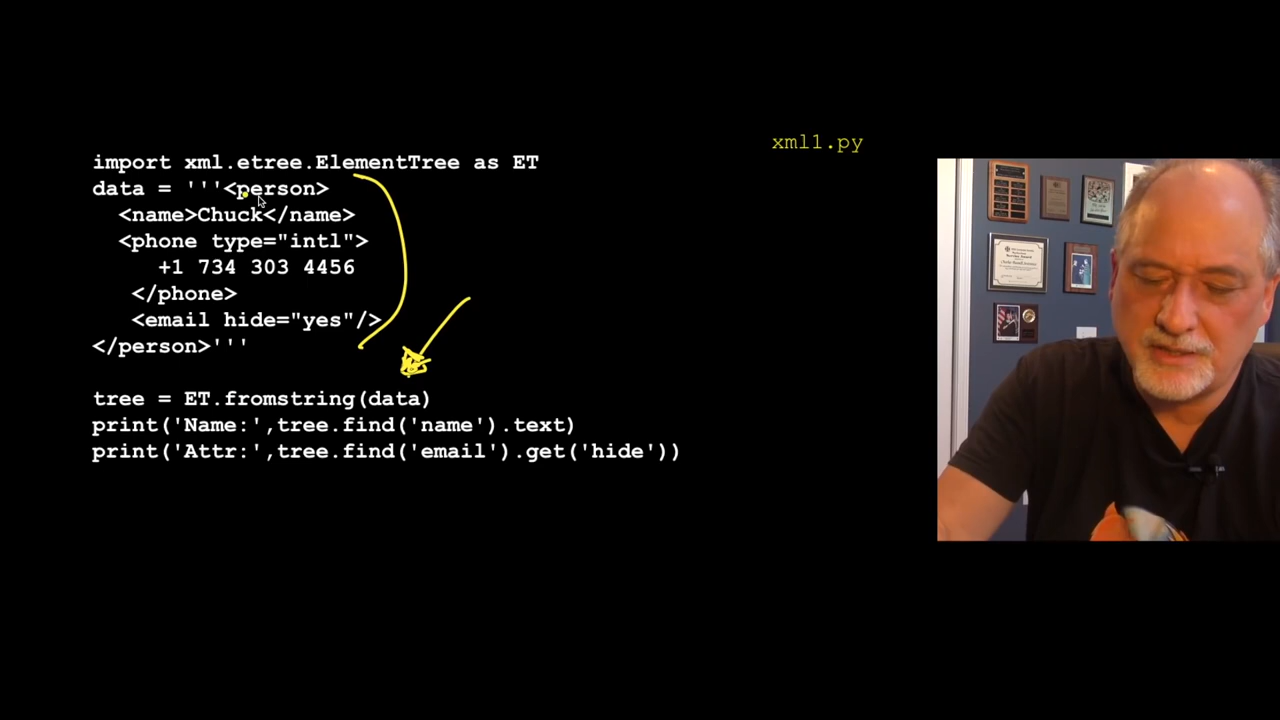 xml1.py
import xml.etree.ElementTree as ET
data = '''<person>
  <name>Chuck</name>
  <phone type="intl">
     +1 734 303 4456
   </phone>
   <email hide="yes"/>
</person>'''
tree = ET.fromstring(data)
print('Name:',tree.find('name').text)
print('Attr:',tree.find('email').get('hide'))